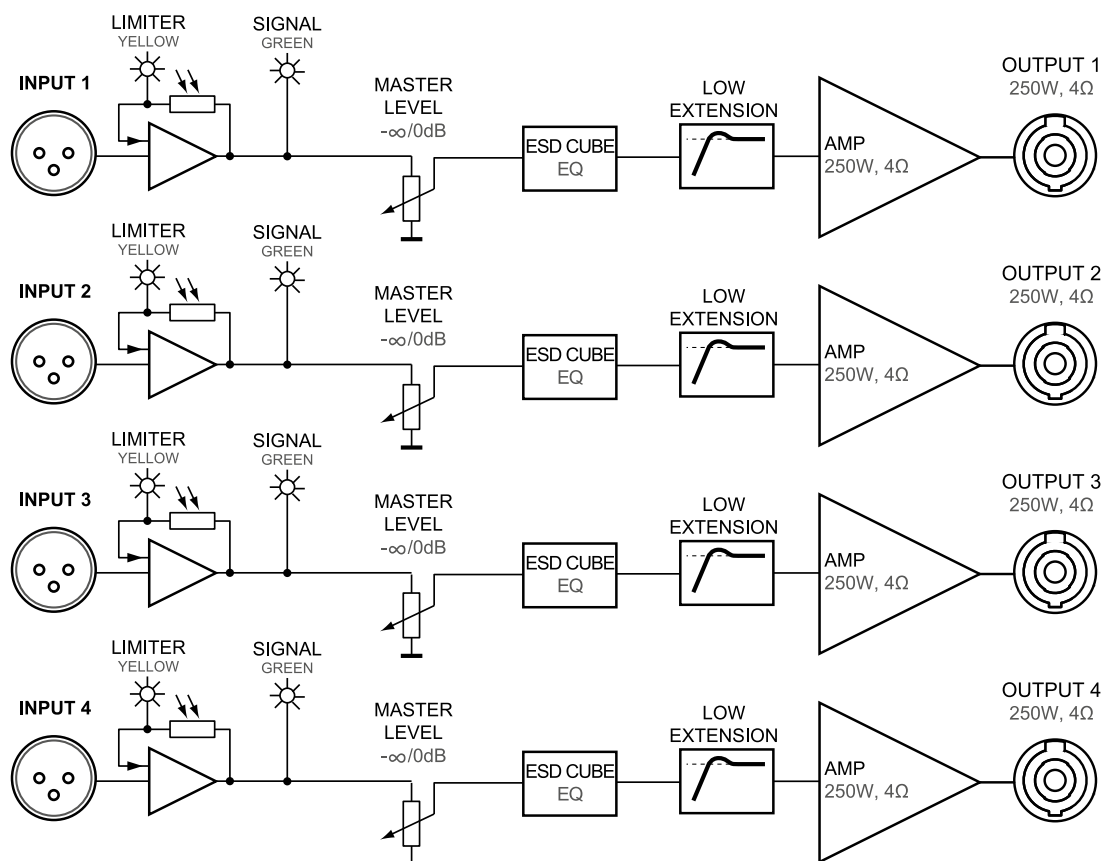 LIMITER
YELLOW
SIGNAL
GREEN
INPUT 1
MASTER
LEVEL
-∞/0dB
ESD CUBE
EQ
LOW
EXTENSION
AMP
250W, 4Ω
OUTPUT 1
250W, 4Ω
LIMITER
YELLOW
SIGNAL
GREEN
INPUT 2
MASTER
LEVEL
-∞/0dB
ESD CUBE
EQ
LOW
EXTENSION
AMP
250W, 4Ω
OUTPUT 2
250W, 4Ω
LIMITER
YELLOW
SIGNAL
GREEN
INPUT 3
MASTER
LEVEL
-∞/0dB
ESD CUBE
EQ
LOW
EXTENSION
AMP
250W, 4Ω
OUTPUT 3
250W, 4Ω
LIMITER
YELLOW
SIGNAL
GREEN
INPUT 4
MASTER
LEVEL
-∞/0dB
ESD CUBE
EQ
LOW
EXTENSION
AMP
250W, 4Ω
OUTPUT 4
250W, 4Ω